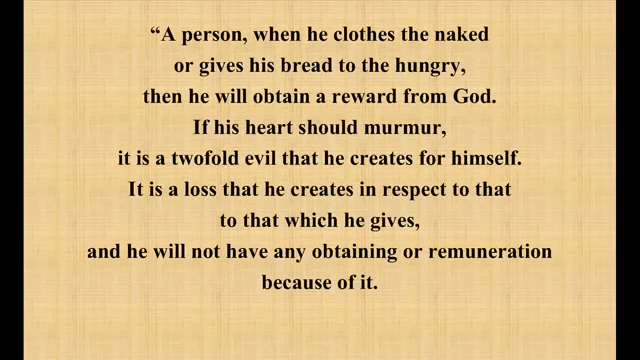 “A person, when he clothes the naked
or gives his bread to the hungry,
then he will obtain a reward from God.
If his heart should murmur,
it is a twofold evil that he creates for himself.
It is a loss that he creates in respect to that
to that which he gives,
and he will not have any obtaining or remuneration
because of it.